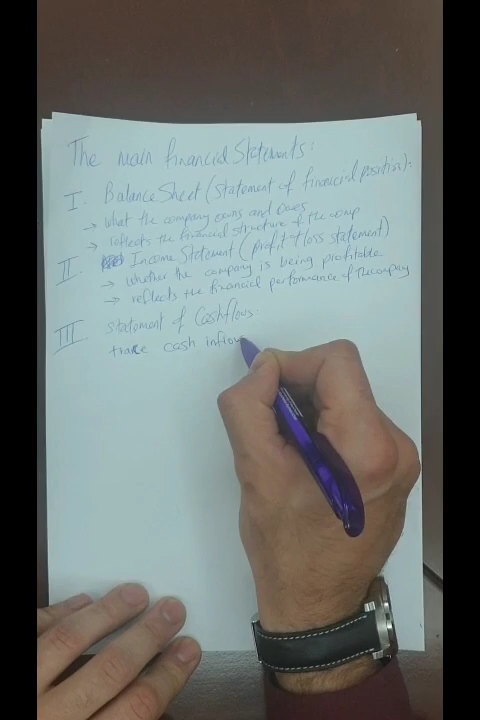 The main financial Statements:
I. Balance Sheet (Statement of financial position):
→ What the company owns and owes
→ reflects the financial structure of the comp
II. Income Statement (profit & loss statement)
→ whether the company is being profitable
→ reflects the financial performance of the company
III Statement of Cashflows:
trace cash inflow